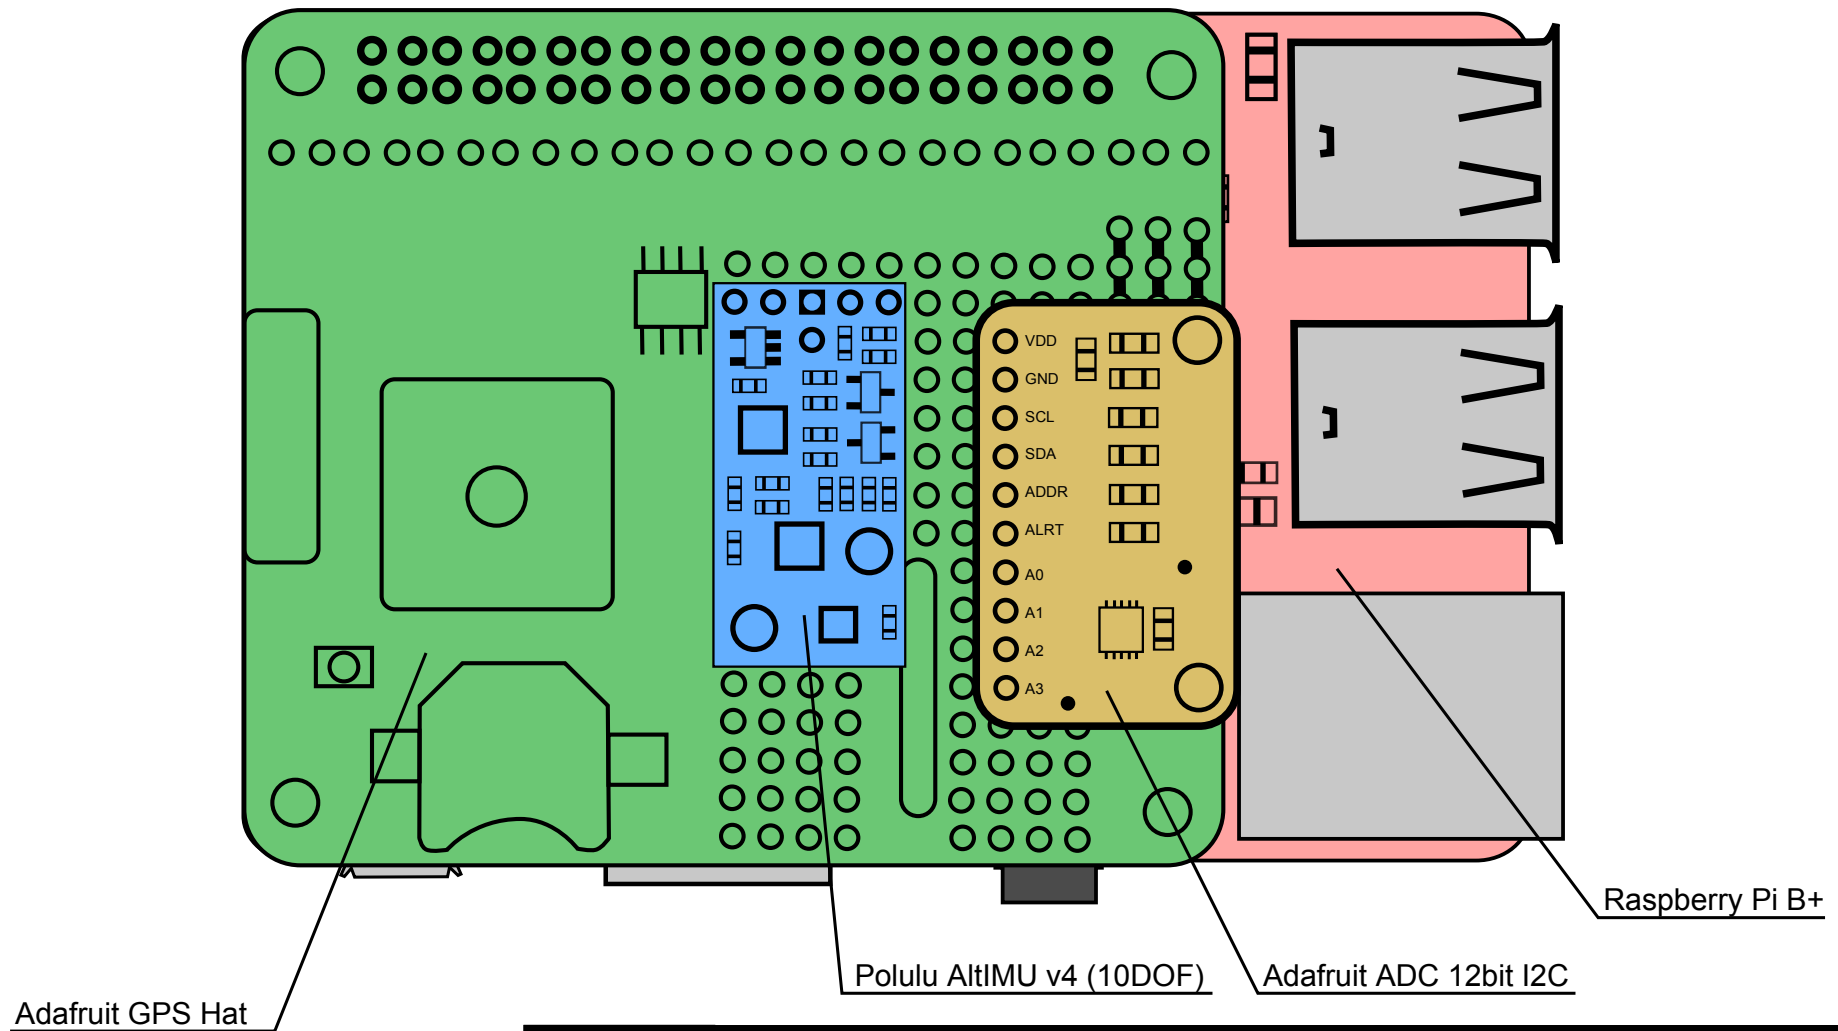 VDD
GND
SCL
SDA
ADDR
ALRT
A0
A1
A2
A3
Raspberry Pi B+
Polulu AltIMU v4 (10DOF)
Adafruit ADC 12bit I2C
Adafruit GPS Hat